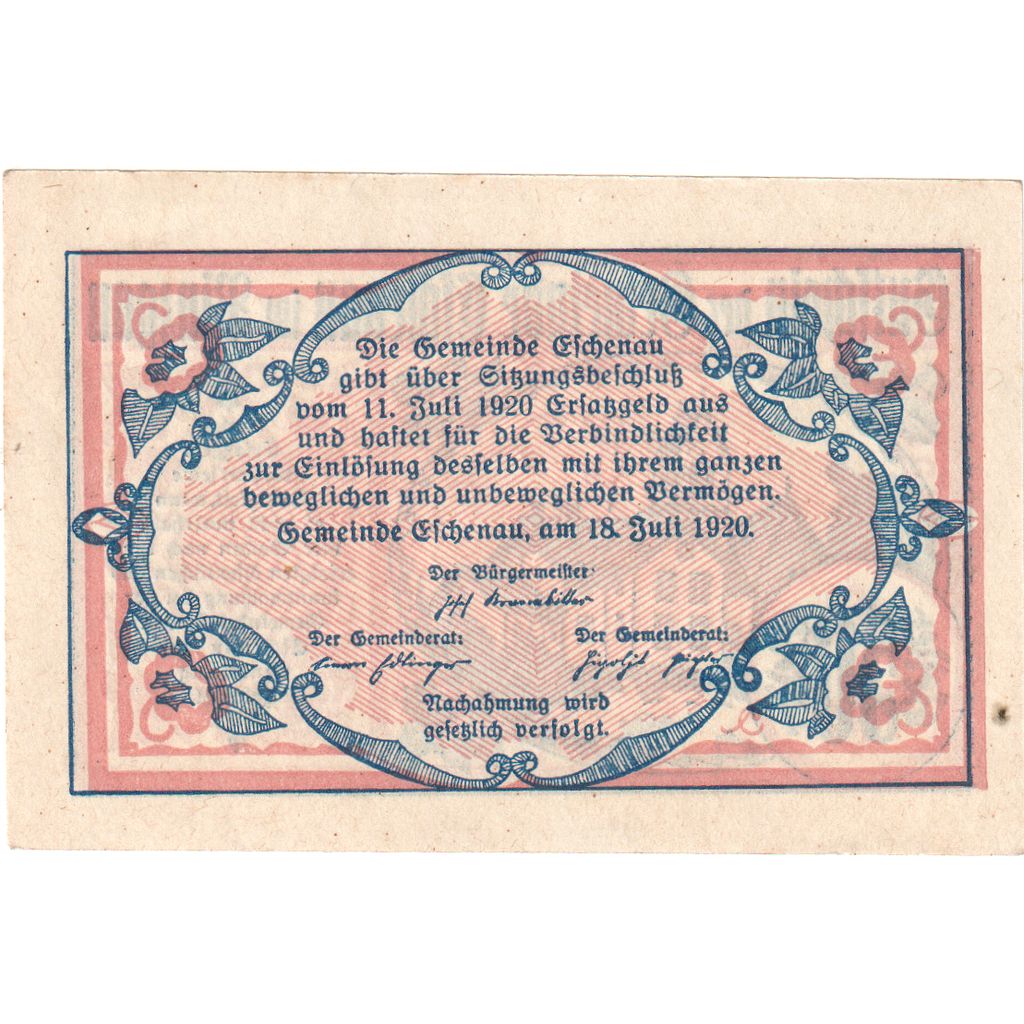 Die Gemeinde Eschenau
gibt über Sitzungsbeschluß
vom 11. Juli 1920 Ersatzgeld aus
und haftet für die Verbindlichkeit
zur Einlösung desselben mit ihrem ganzen
beweglichen und unbeweglichen Vermögen.
Gemeinde Eschenau, am 18. Juli 1920.
Der Bürgermeister:
Der Gemeinderat: Der Gemeinderat:
Edlinger
Nachahmung wird
gesetzlich verfolgt.